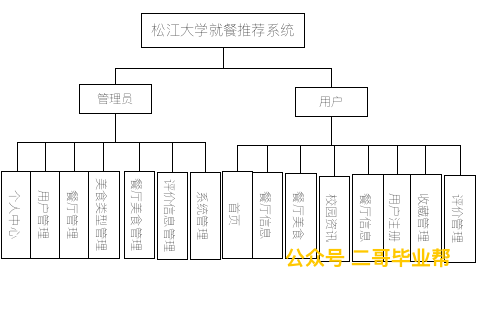 松江大学就餐推荐系统
管理员
用户
个人中心
用户管理
餐厅管理
美食类型管理
餐厅美食管理
评价信息管理
系统管理
首页
餐厅信息
餐厅美食
校园资讯
餐厅信息
用户注册
收藏管理
评价管理
公众号 二哥毕业帮